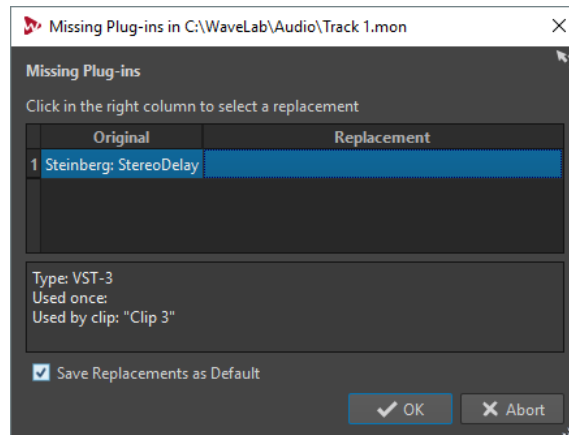 Missing Plug-ins in C:\WaveLab\Audio\Track 1.mon
Missing Plug-ins
Click in the right column to select a replacement
Original Replacement
1 Steinberg: StereoDelay
Type: VST-3
Used once:
Used by clip: "Clip 3"
Save Replacements as Default
OK Abort